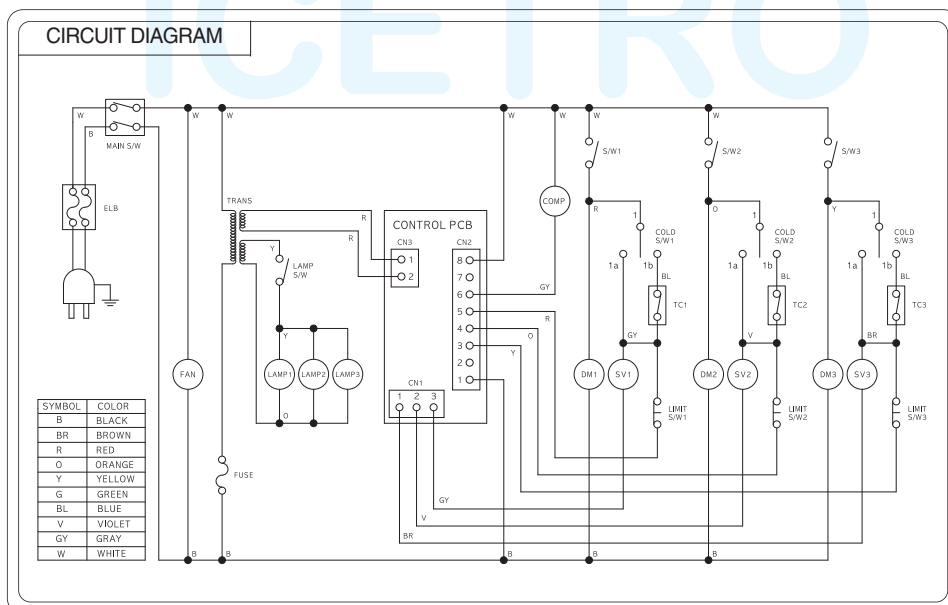 ICETRO
CIRCUIT DIAGRAM
W
B
MAIN S/W
ELB
W W W W W W W
TRANS
R
R
Y
LAMP
S/W
Y
LAMP1 LAMP2 LAMP3
O
FAN
FUSE
B B B B B B
CONTROL PCB
CN3
1
2
CN2
8
7
6
5
4
3
2
1
CN1
1 2 3
COMP
GY
R
O
Y
GY
V
BR
S/W1
R
1
COLD
S/W1
1a 1b
BL
TC1
GY
DM1 SV1
LIMIT
S/W1
S/W2
O
1
COLD
S/W2
1a 1b
BL
TC2
V
DM2 SV2
LIMIT
S/W2
S/W3
Y
1
COLD
S/W3
1a 1b
BL
TC3
BR
DM3 SV3
LIMIT
S/W3
SYMBOL COLOR
B BLACK
BR BROWN
R RED
O ORANGE
Y YELLOW
G GREEN
BL BLUE
V VIOLET
GY GRAY
W WHITE